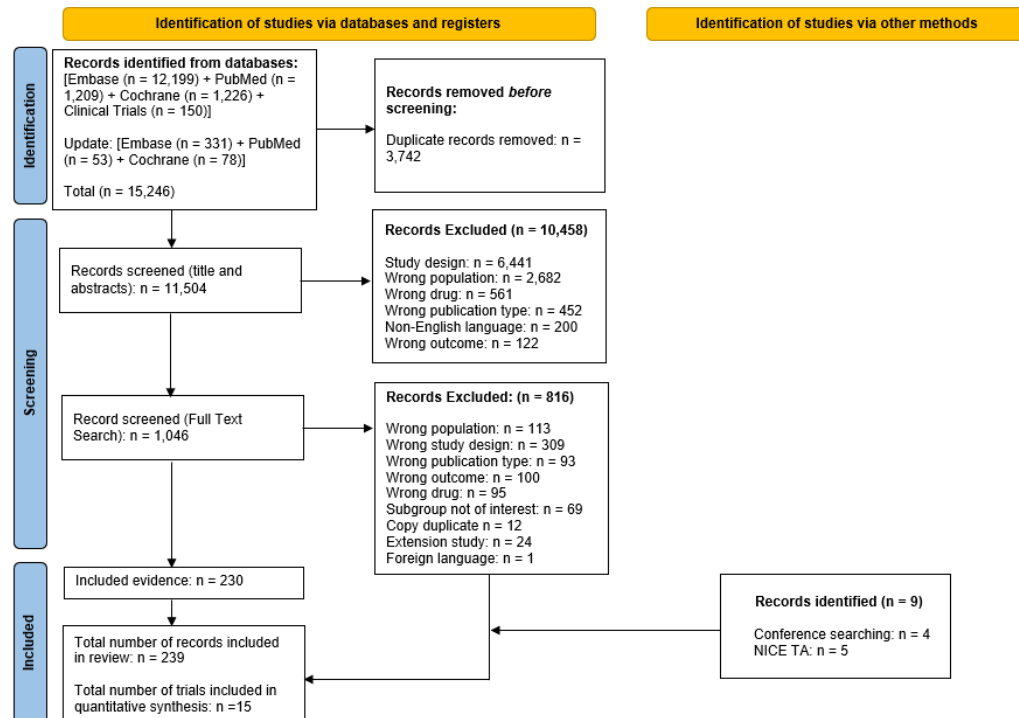 Identification of studies via databases and registers
Identification of studies via other methods
Identification
Records identified from databases:
[Embase (n = 12,199) + PubMed (n =
1,209) + Cochrane (n = 1,226) +
Clinical Trials (n = 150)]
Update: [Embase (n = 331) + PubMed
(n = 53) + Cochrane (n = 78)]
Total (n = 15,246)
Records removed before
screening:
Duplicate records removed: n =
3,742
Screening
Records screened (title and
abstracts): n = 11,504
Records Excluded (n = 10,458)
Study design: n = 6,441
Wrong population: n = 2,682
Wrong drug: n = 561
Wrong publication type: n = 452
Non-English language: n = 200
Wrong outcome: n = 122
Record screened (Full Text
Search): n = 1,046
Records Excluded: (n = 816)
Wrong population: n = 113
Wrong study design: n = 309
Wrong publication type: n = 93
Wrong outcome: n = 100
Wrong drug: n = 95
Subgroup not of interest: n = 69
Copy duplicate n = 12
Extension study: n = 24
Foreign language: n = 1
Included
Included evidence: n = 230
Records identified (n = 9)
Conference searching: n = 4
NICE TA: n = 5
Total number of records included
in review: n = 239
Total number of trials included in
quantitative synthesis: n =15